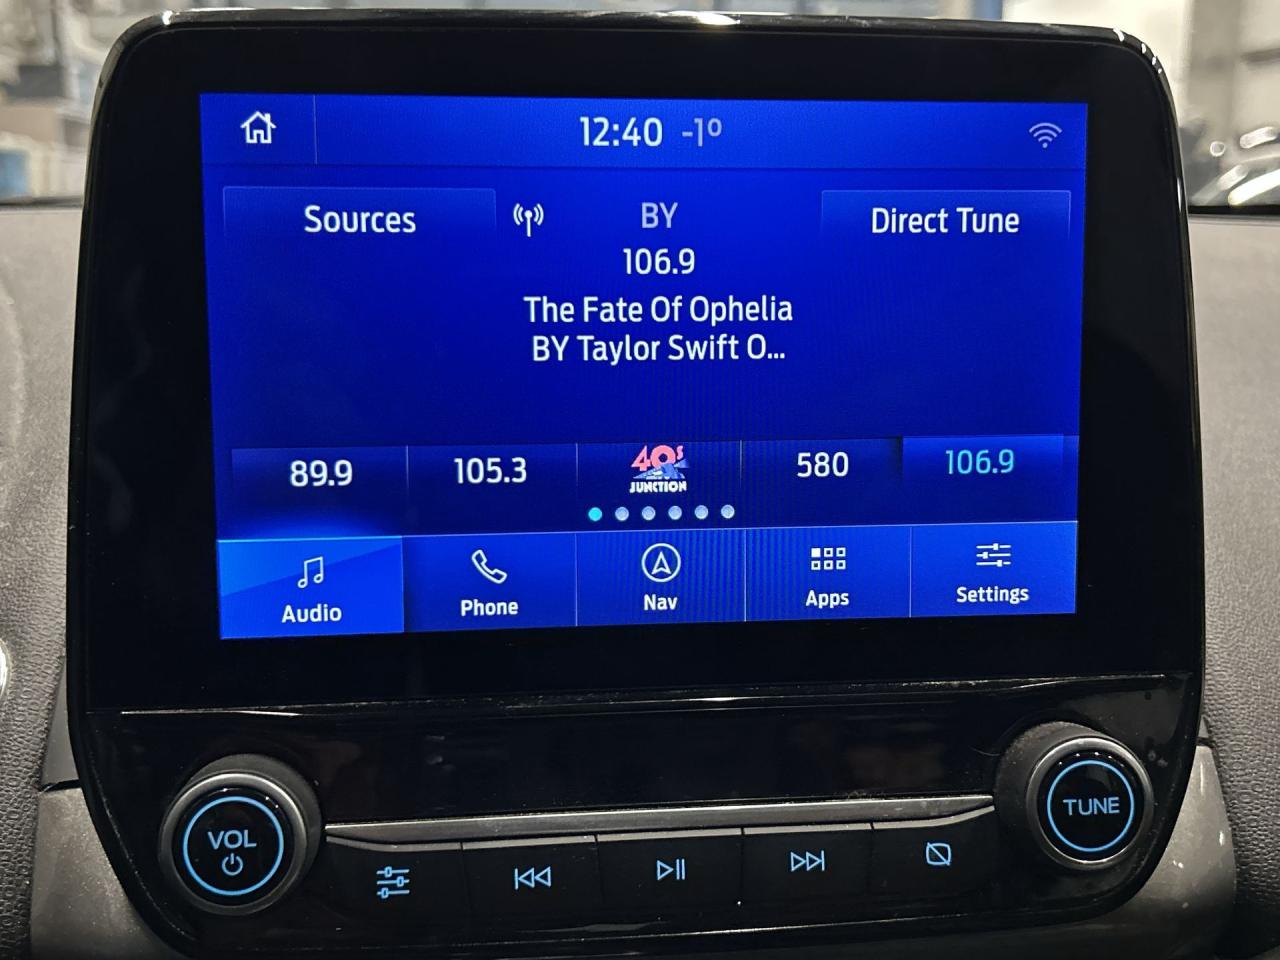 12:40 -1°
Sources
BY
Direct Tune
106.9
The Fate Of Ophelia
BY Taylor Swift O...
89.9
105.3
40s
JUNCTION
580
106.9
Audio
Phone
Nav
Apps
Settings
VOL
TUNE